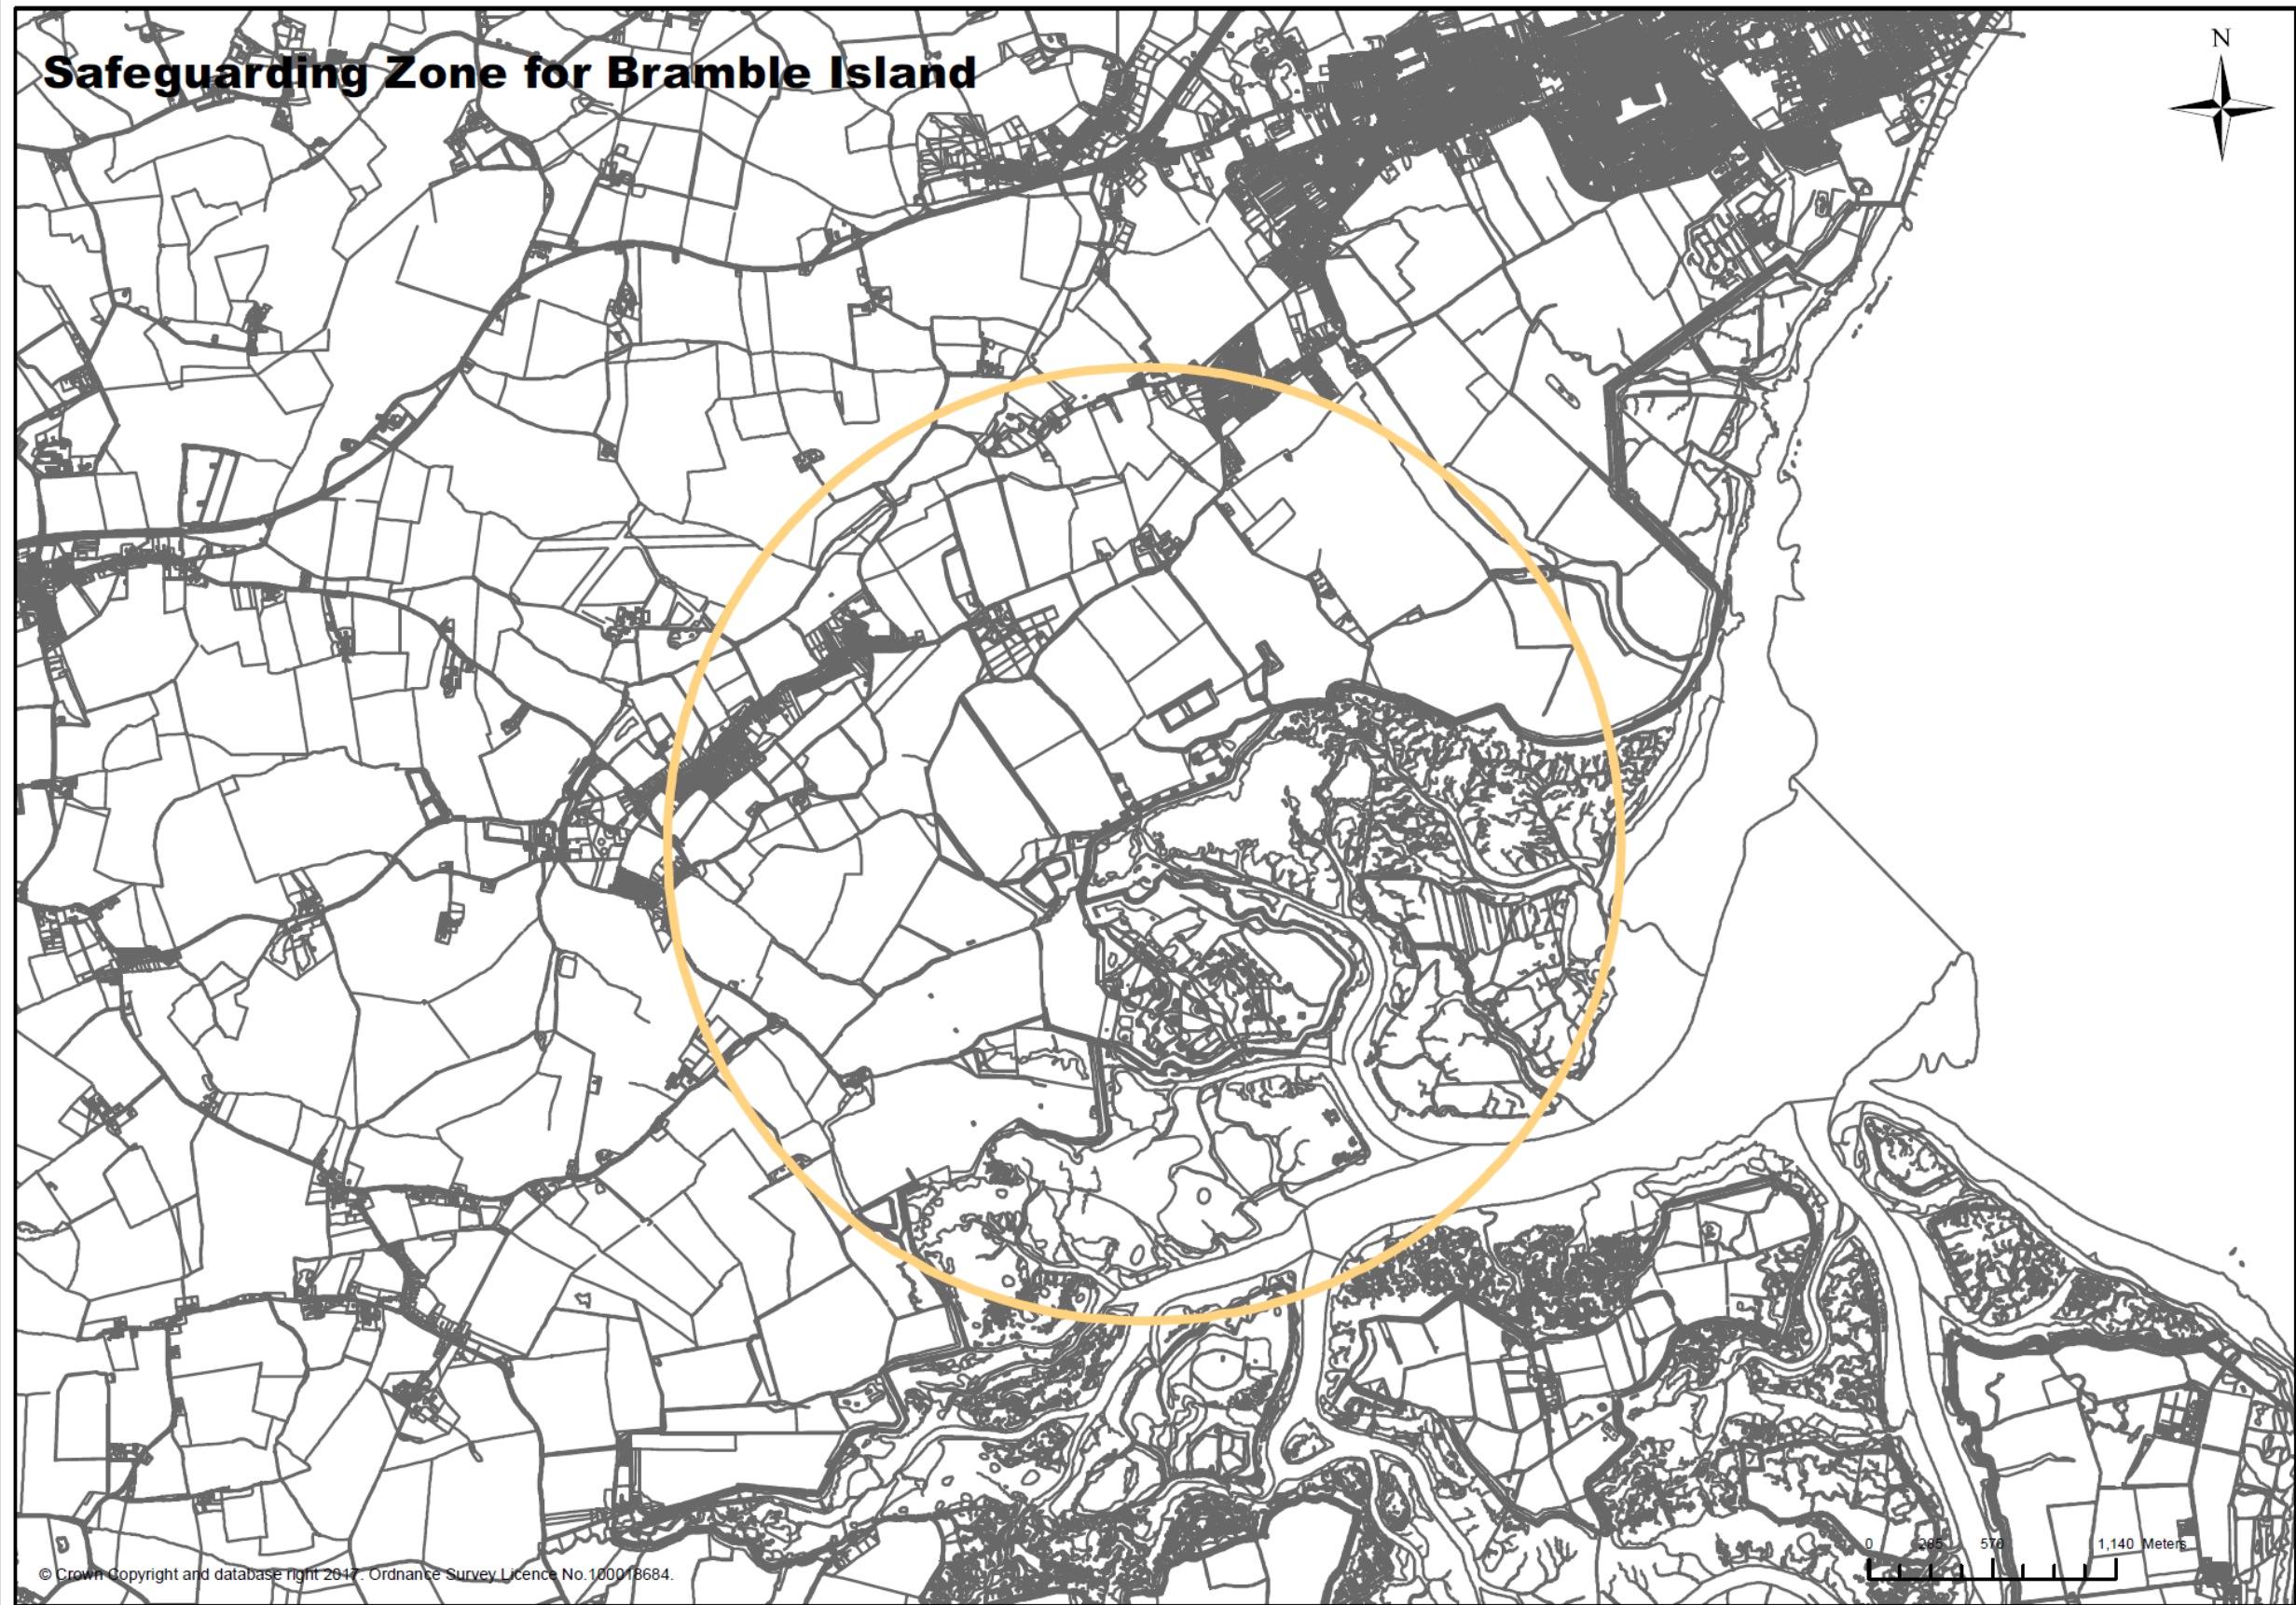 Safeguarding Zone for Bramble Island
N
0 285 570 1,140 Meters
© Crown Copyright and database right 2017. Ordnance Survey Licence No.100018684.